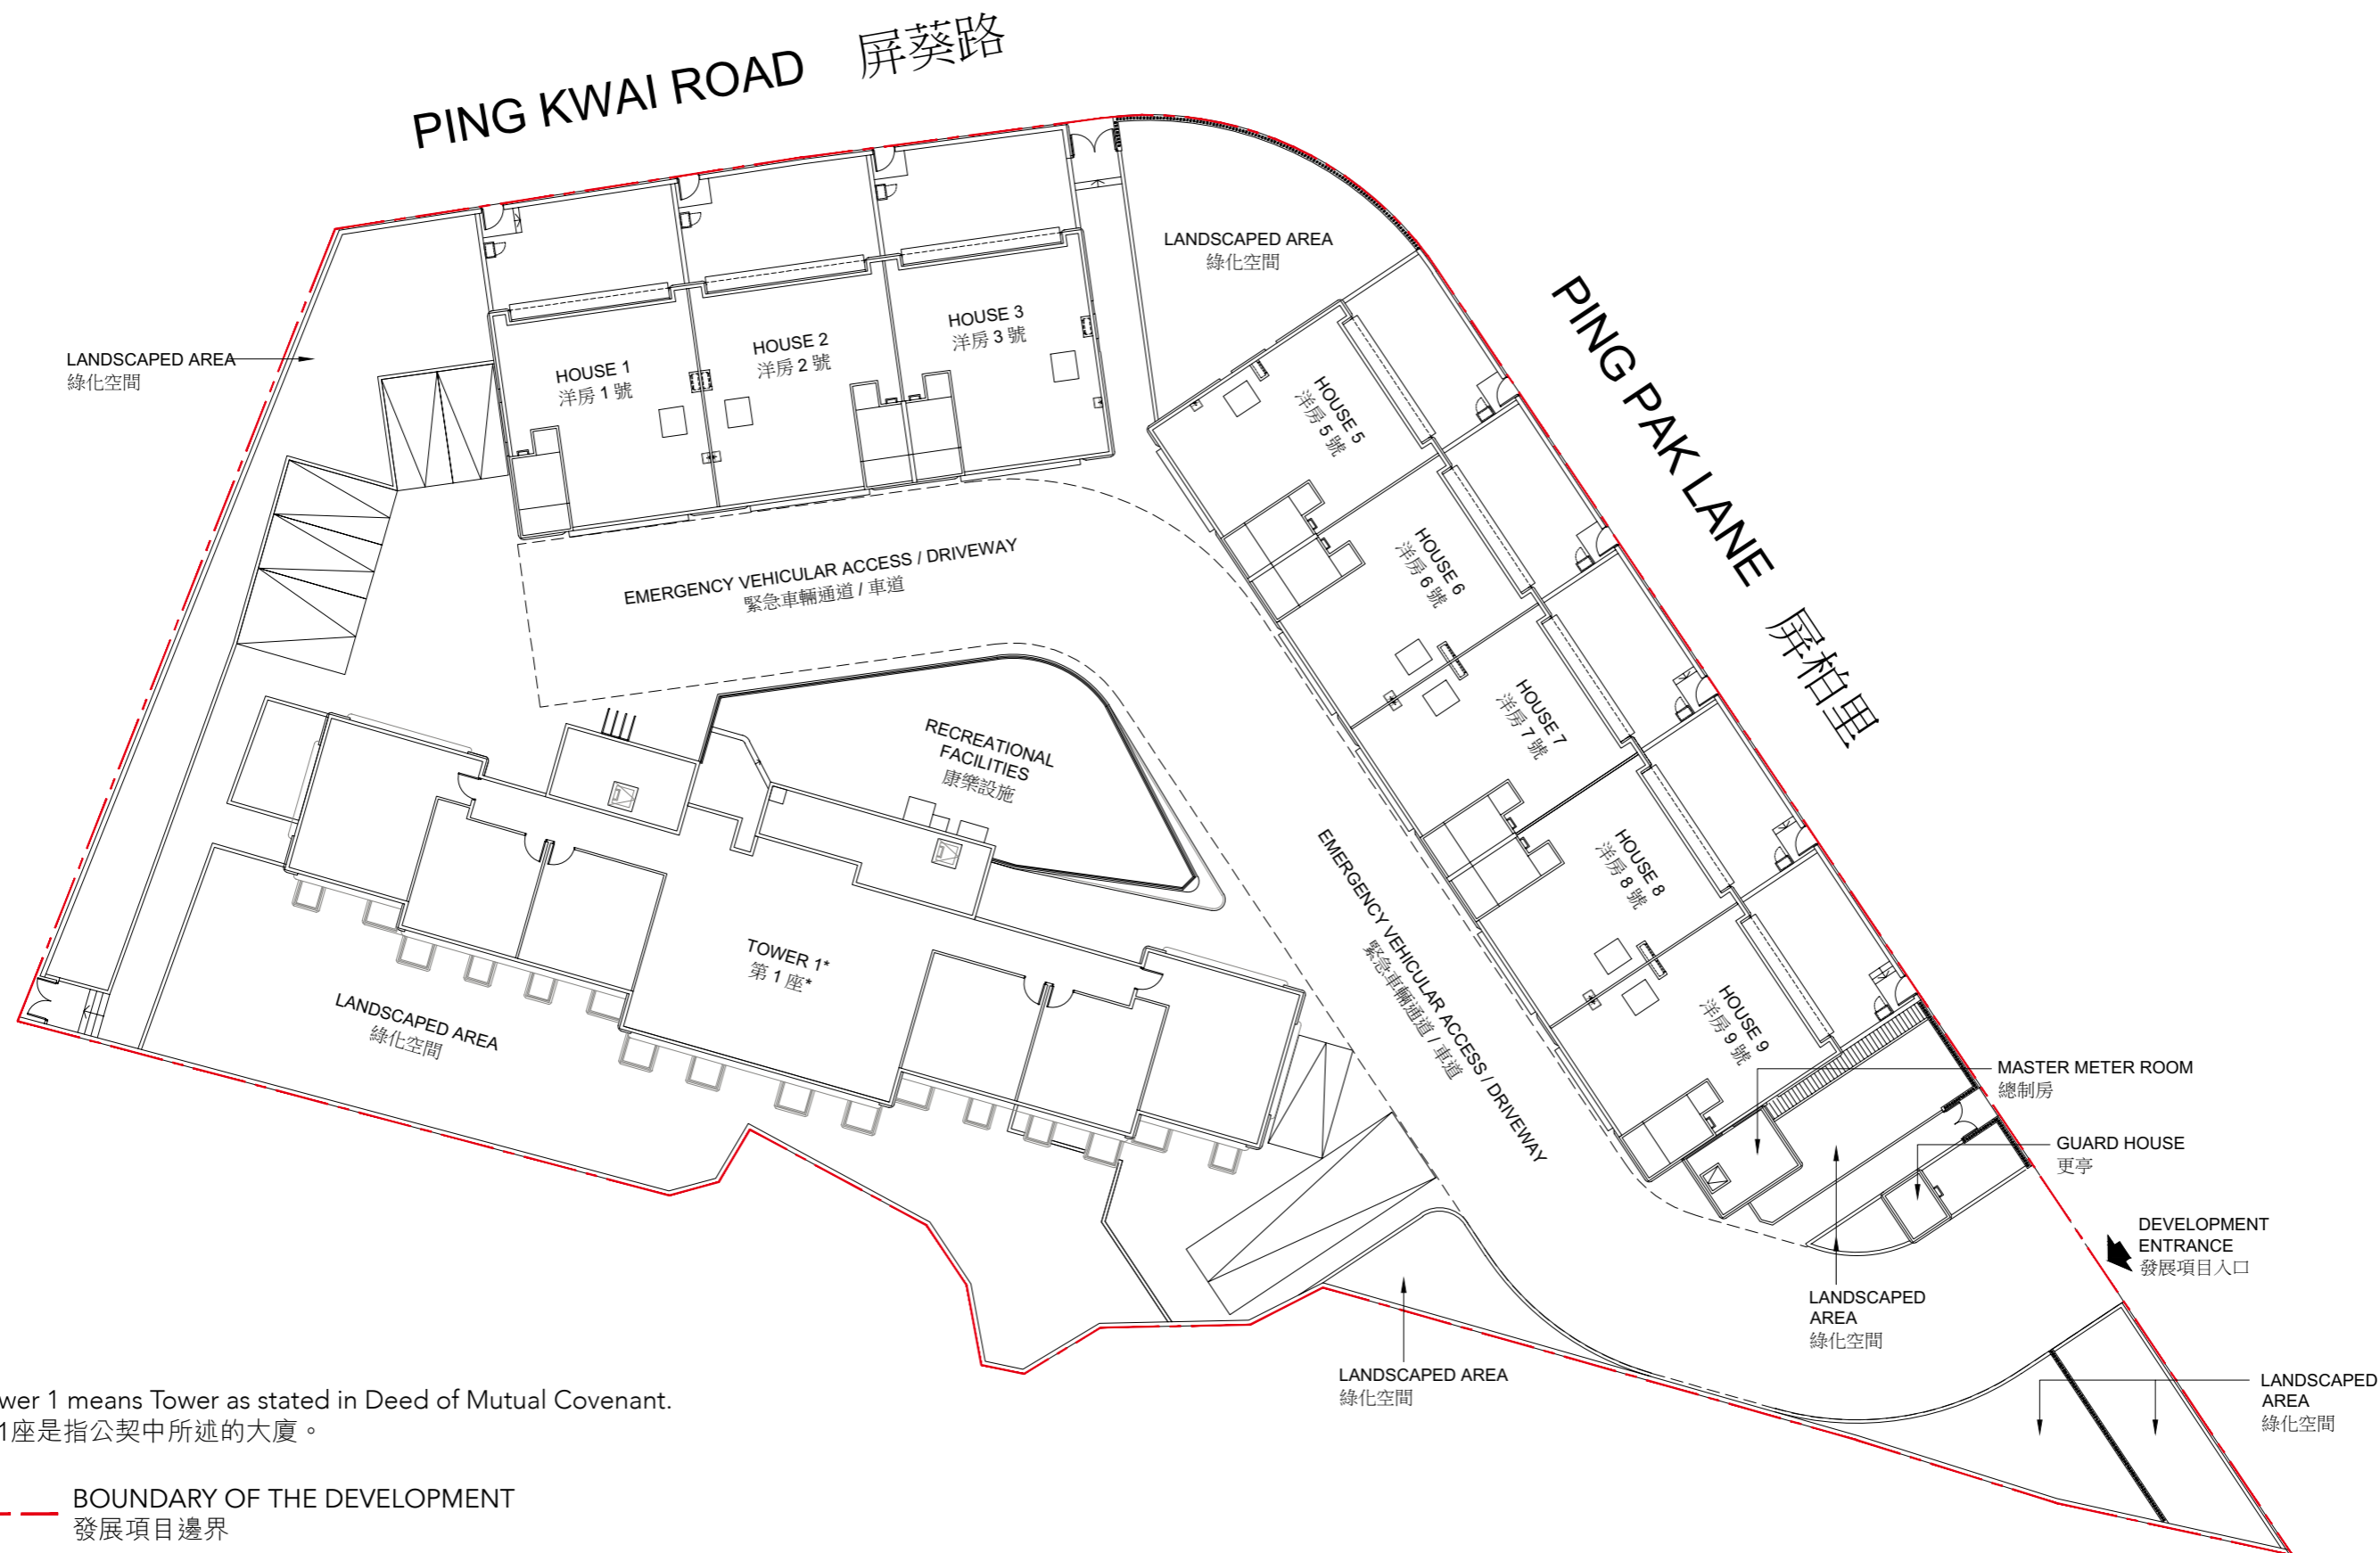 PING KWAI ROAD 屏葵路
LANDSCAPED AREA
綠化空間
LANDSCAPED AREA
綠化空間
HOUSE 1
洋房 1 號
HOUSE 2
洋房 2 號
HOUSE 3
洋房 3 號
PING PAK LANE 屏柏里
HOUSE 5
洋房 5 號
HOUSE 6
洋房 6 號
HOUSE 7
洋房 7 號
HOUSE 8
洋房 8 號
HOUSE 9
洋房 9 號
EMERGENCY VEHICULAR ACCESS / DRIVEWAY
緊急車輛通道 / 車道
RECREATIONAL
FACILITIES
康樂設施
EMERGENCY VEHICULAR ACCESS / DRIVEWAY
緊急車輛通道 / 車道
TOWER 1*
第 1 座*
LANDSCAPED AREA
綠化空間
MASTER METER ROOM
總制房
GUARD HOUSE
更亭
DEVELOPMENT
ENTRANCE
發展項目入口
LANDSCAPED
AREA
綠化空間
LANDSCAPED AREA
綠化空間
LANDSCAPED
AREA
綠化空間
wer 1 means Tower as stated in Deed of Mutual Covenant.
1座是指公契中所述的大廈。
BOUNDARY OF THE DEVELOPMENT
發展項目邊界